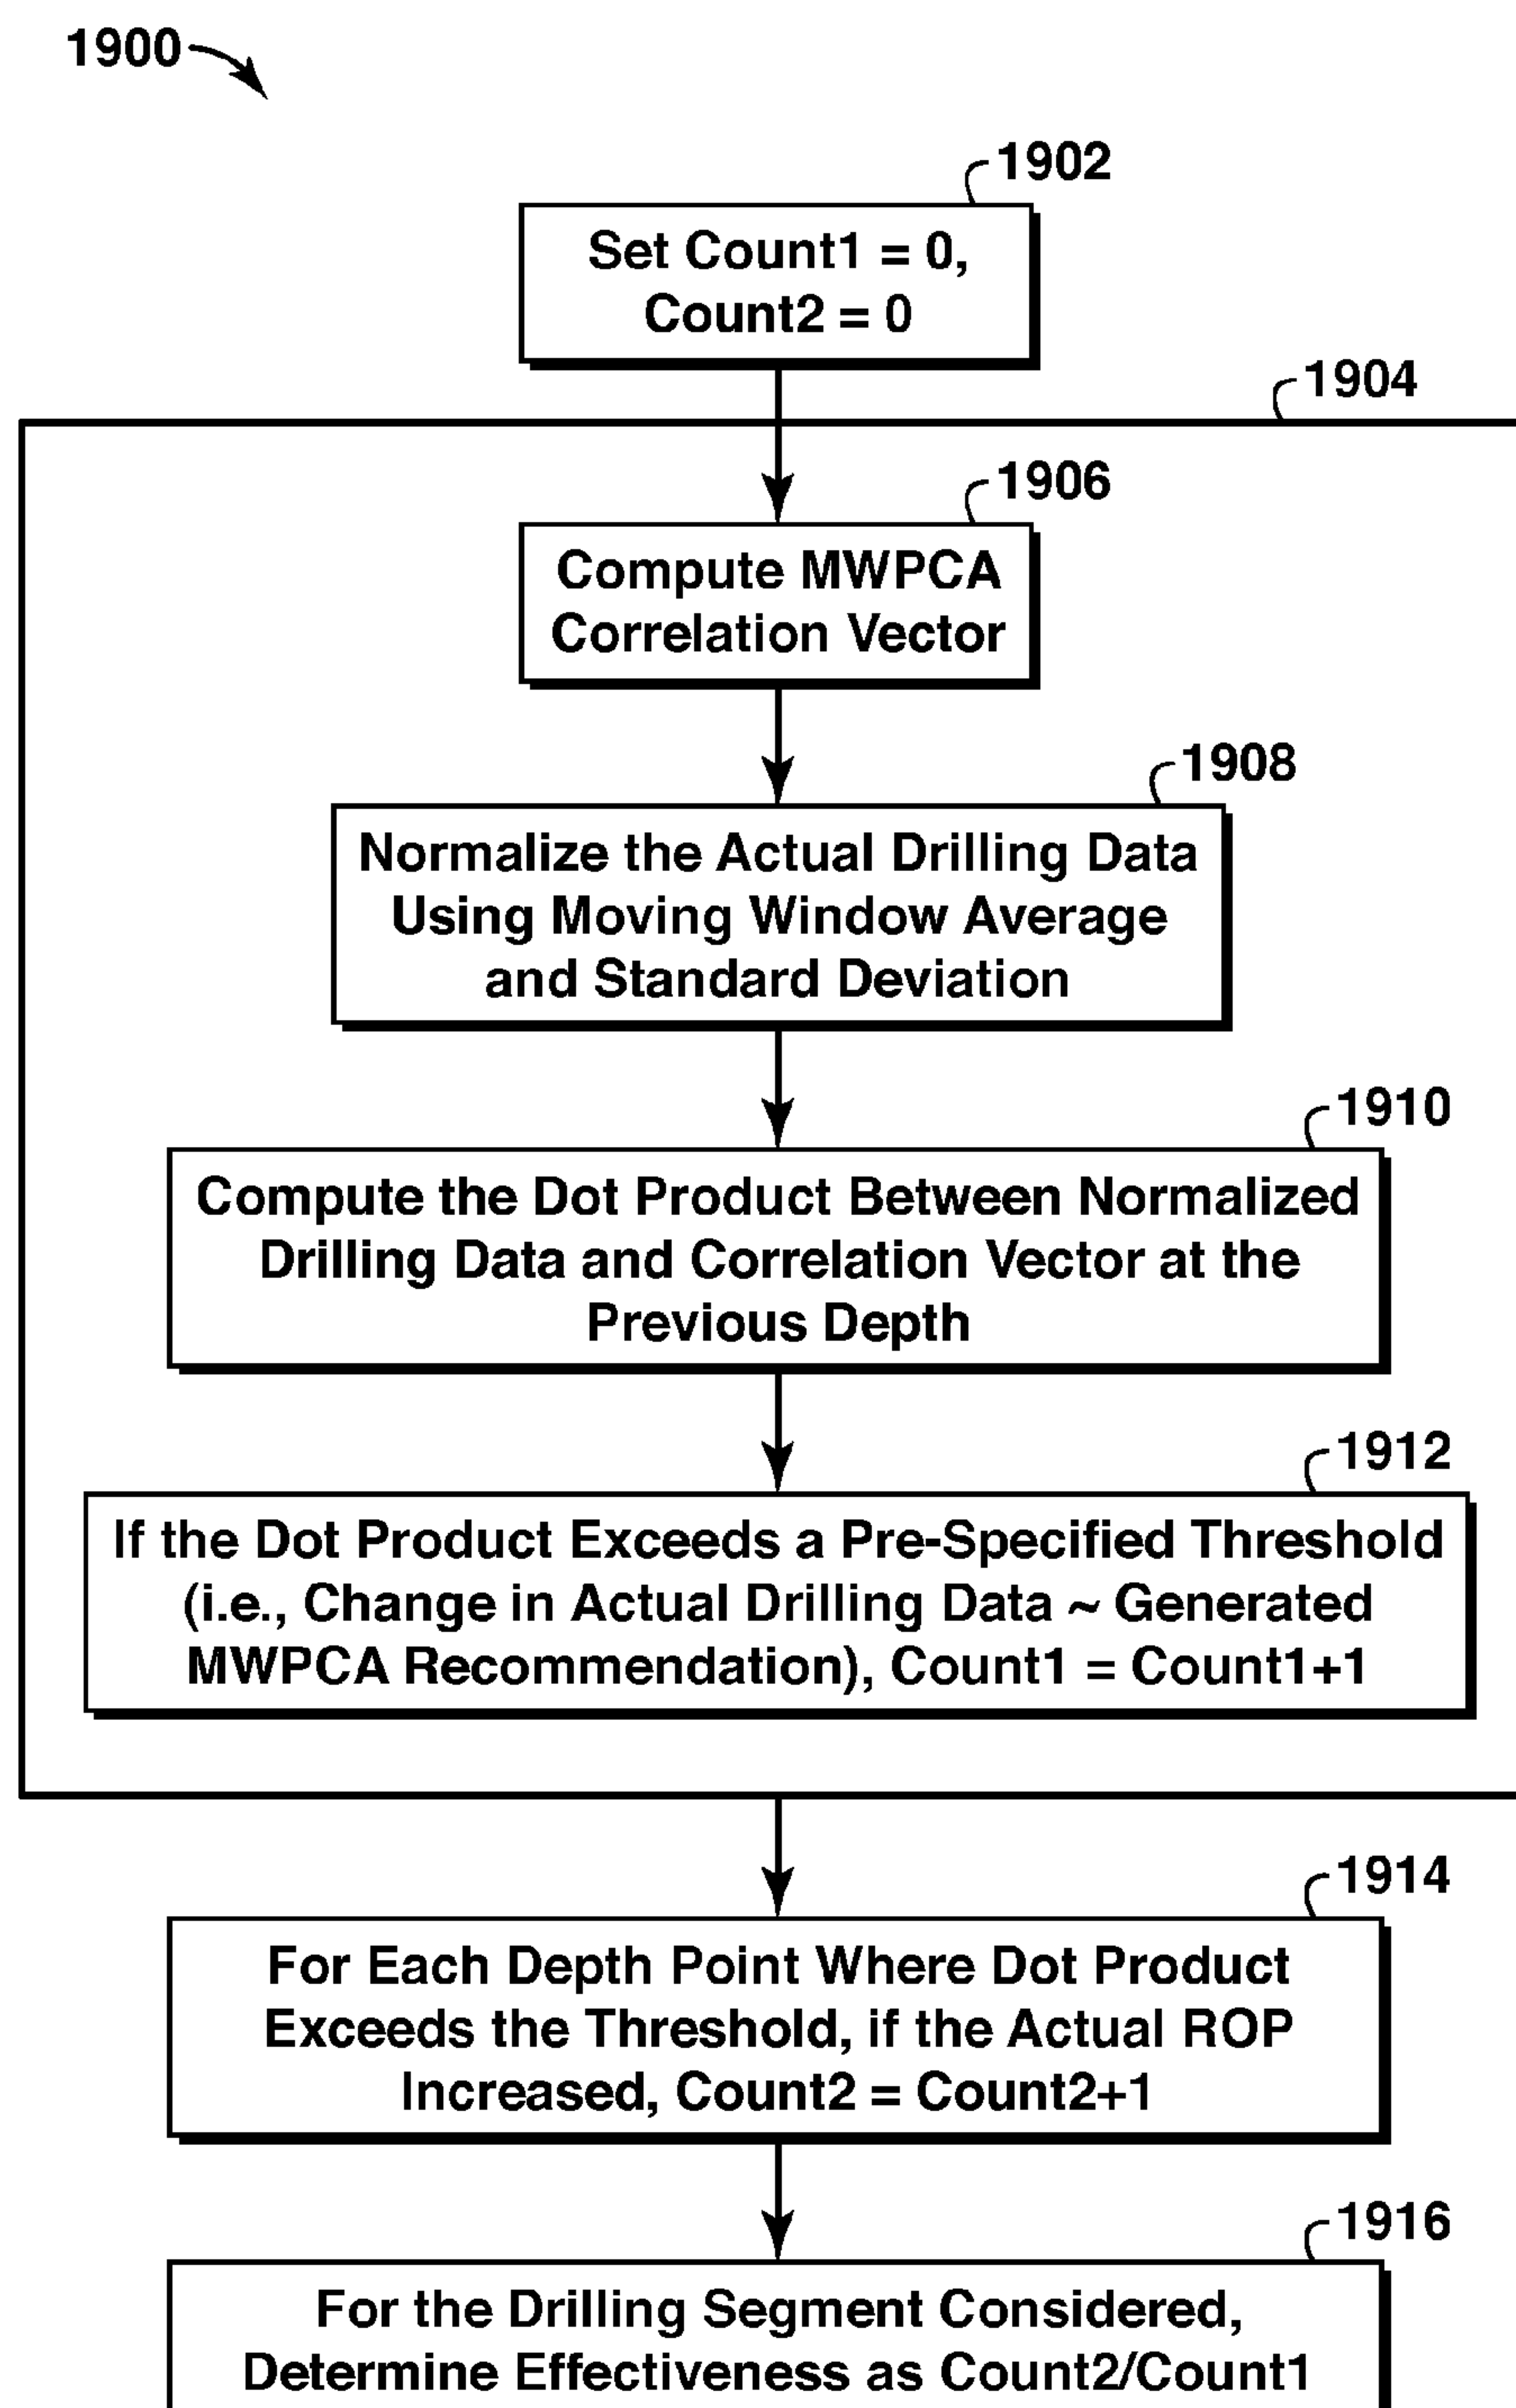 1900
1902
Set Count1 = 0,
Count2 = 0
1904
1906
Compute MWPCA
Correlation Vector
1908
Normalize the Actual Drilling Data
Using Moving Window Average
and Standard Deviation
1910
Compute the Dot Product Between Normalized
Drilling Data and Correlation Vector at the
Previous Depth
1912
If the Dot Product Exceeds a Pre-Specified Threshold
(i.e., Change in Actual Drilling Data ~ Generated
MWPCA Recommendation), Count1 = Count1+1
1914
For Each Depth Point Where Dot Product
Exceeds the Threshold, if the Actual ROP
Increased, Count2 = Count2+1
1916
For the Drilling Segment Considered,
Determine Effectiveness as Count2/Count1